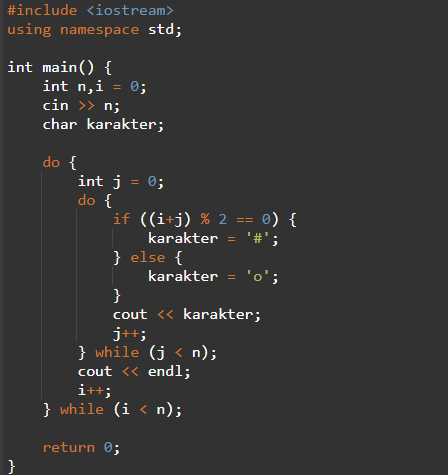 #include <iostream>
using namespace std;
int main() {
int n,i = 0;
cin >> n;
char karakter;
do {
int j = 0;
do {
if ((i+j) % 2 == 0) {
karakter = '#';
} else {
karakter = 'o';
}
cout << karakter;
j++;
} while (j < n);
cout << endl;
i++;
} while (i < n);
return 0;
}